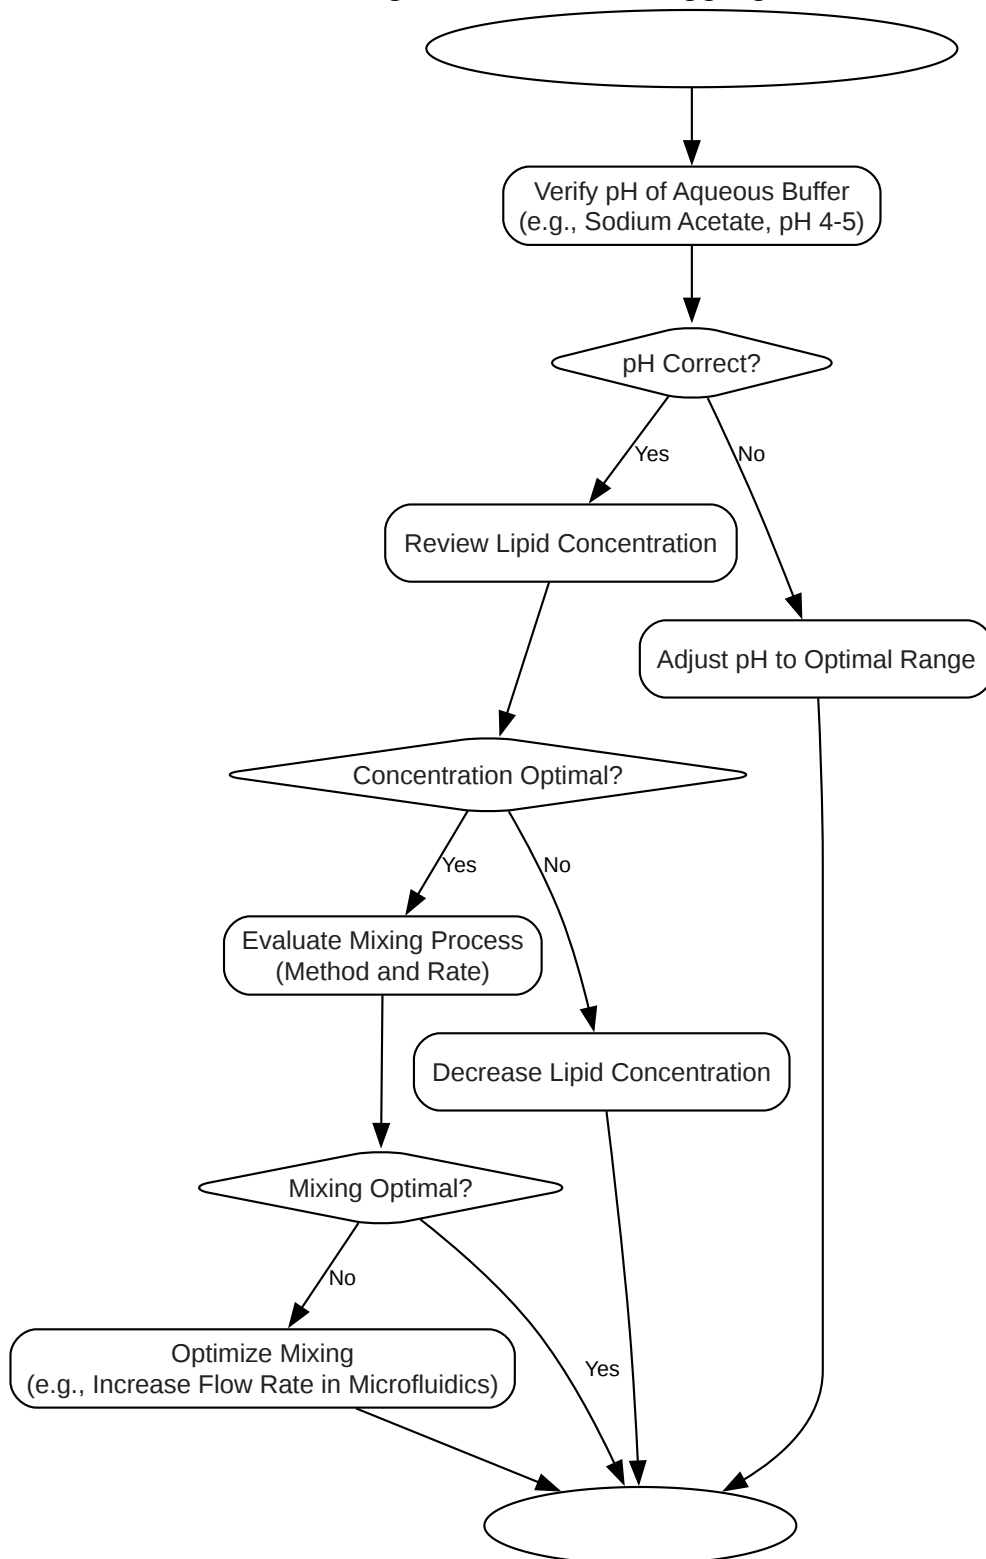 Verify pH of Aqueous Buffer
(e.g., Sodium Acetate, pH 4-5)
pH Correct?
Yes
No
Review Lipid Concentration
Adjust pH to Optimal Range
Concentration Optimal?
Yes
No
Evaluate Mixing Process
(Method and Rate)
Decrease Lipid Concentration
Mixing Optimal?
No
Optimize Mixing
(e.g., Increase Flow Rate in Microfluidics)
Yes